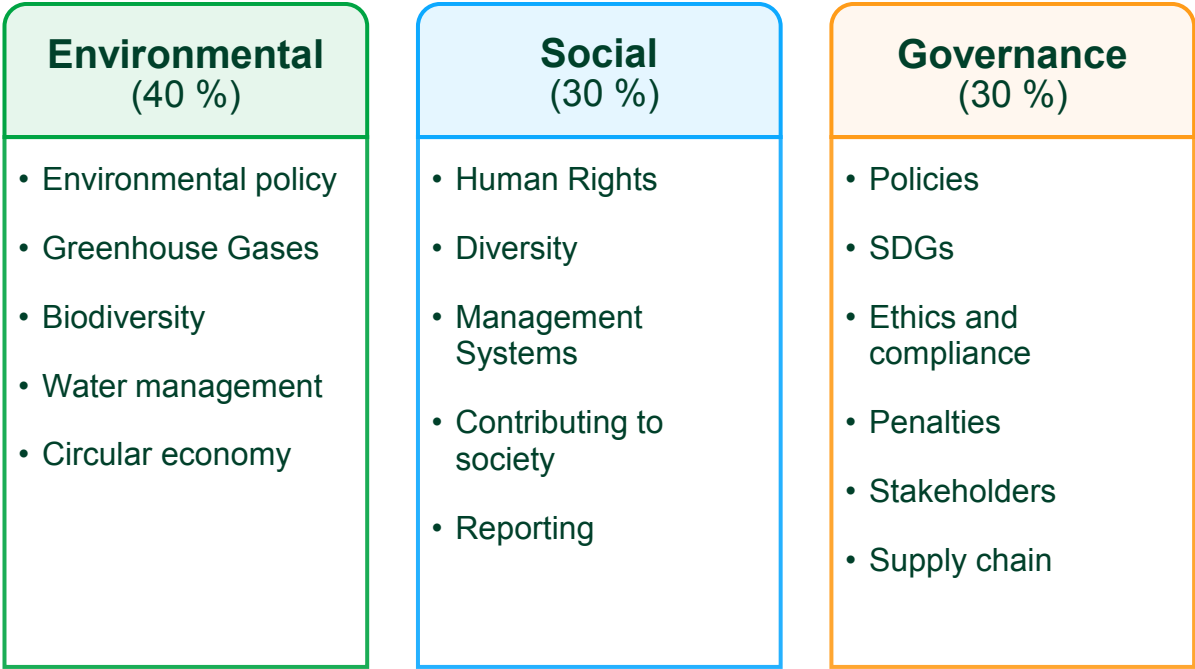 Environmental
(40 %)
• Environmental policy
• Greenhouse Gases
• Biodiversity
• Water management
• Circular economy
Social
(30 %)
• Human Rights
• Diversity
• Management
Systems
• Contributing to
society
• Reporting
Governance
(30 %)
• Policies
• SDGs
• Ethics and
compliance
• Penalties
• Stakeholders
• Supply chain